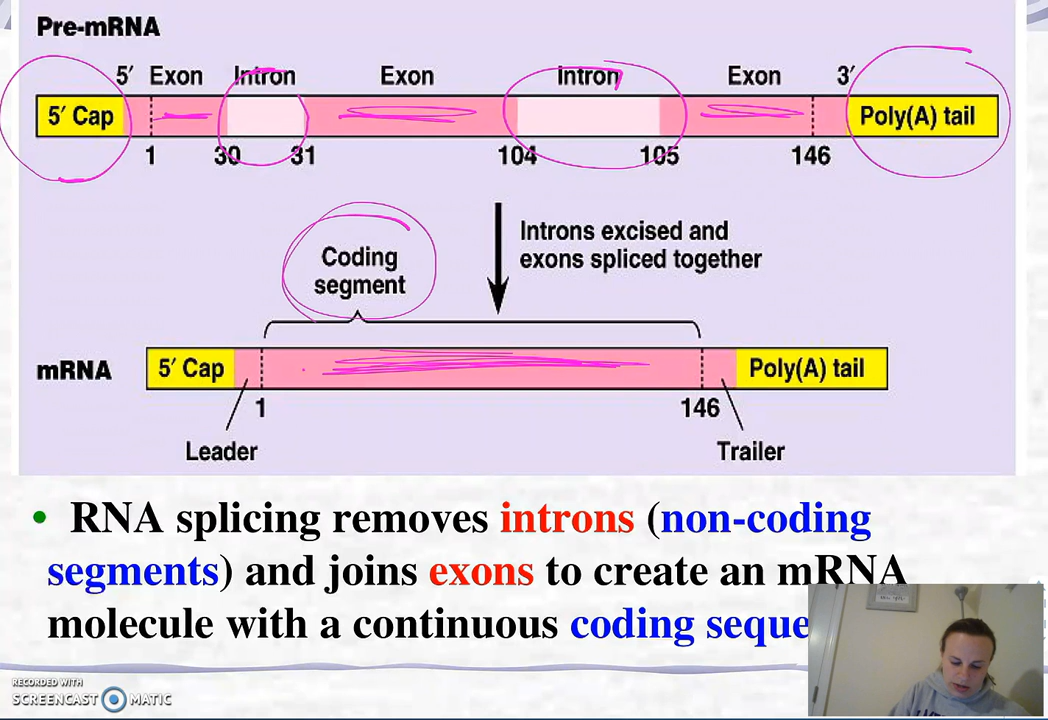 Pre-mRNA
5′ Exon Intron Exon Intron Exon 3′
5′ Cap Poly(A) tail
1 30 31 104 105 146
Introns excised and
exons spliced together
Coding
segment
mRNA 5′ Cap Poly(A) tail
1 146
Leader Trailer
• RNA splicing removes introns (non-coding
segments) and joins exons to create an mRNA
molecule with a continuous coding seque
RECORDED WITH
SCREENCAST MATIC